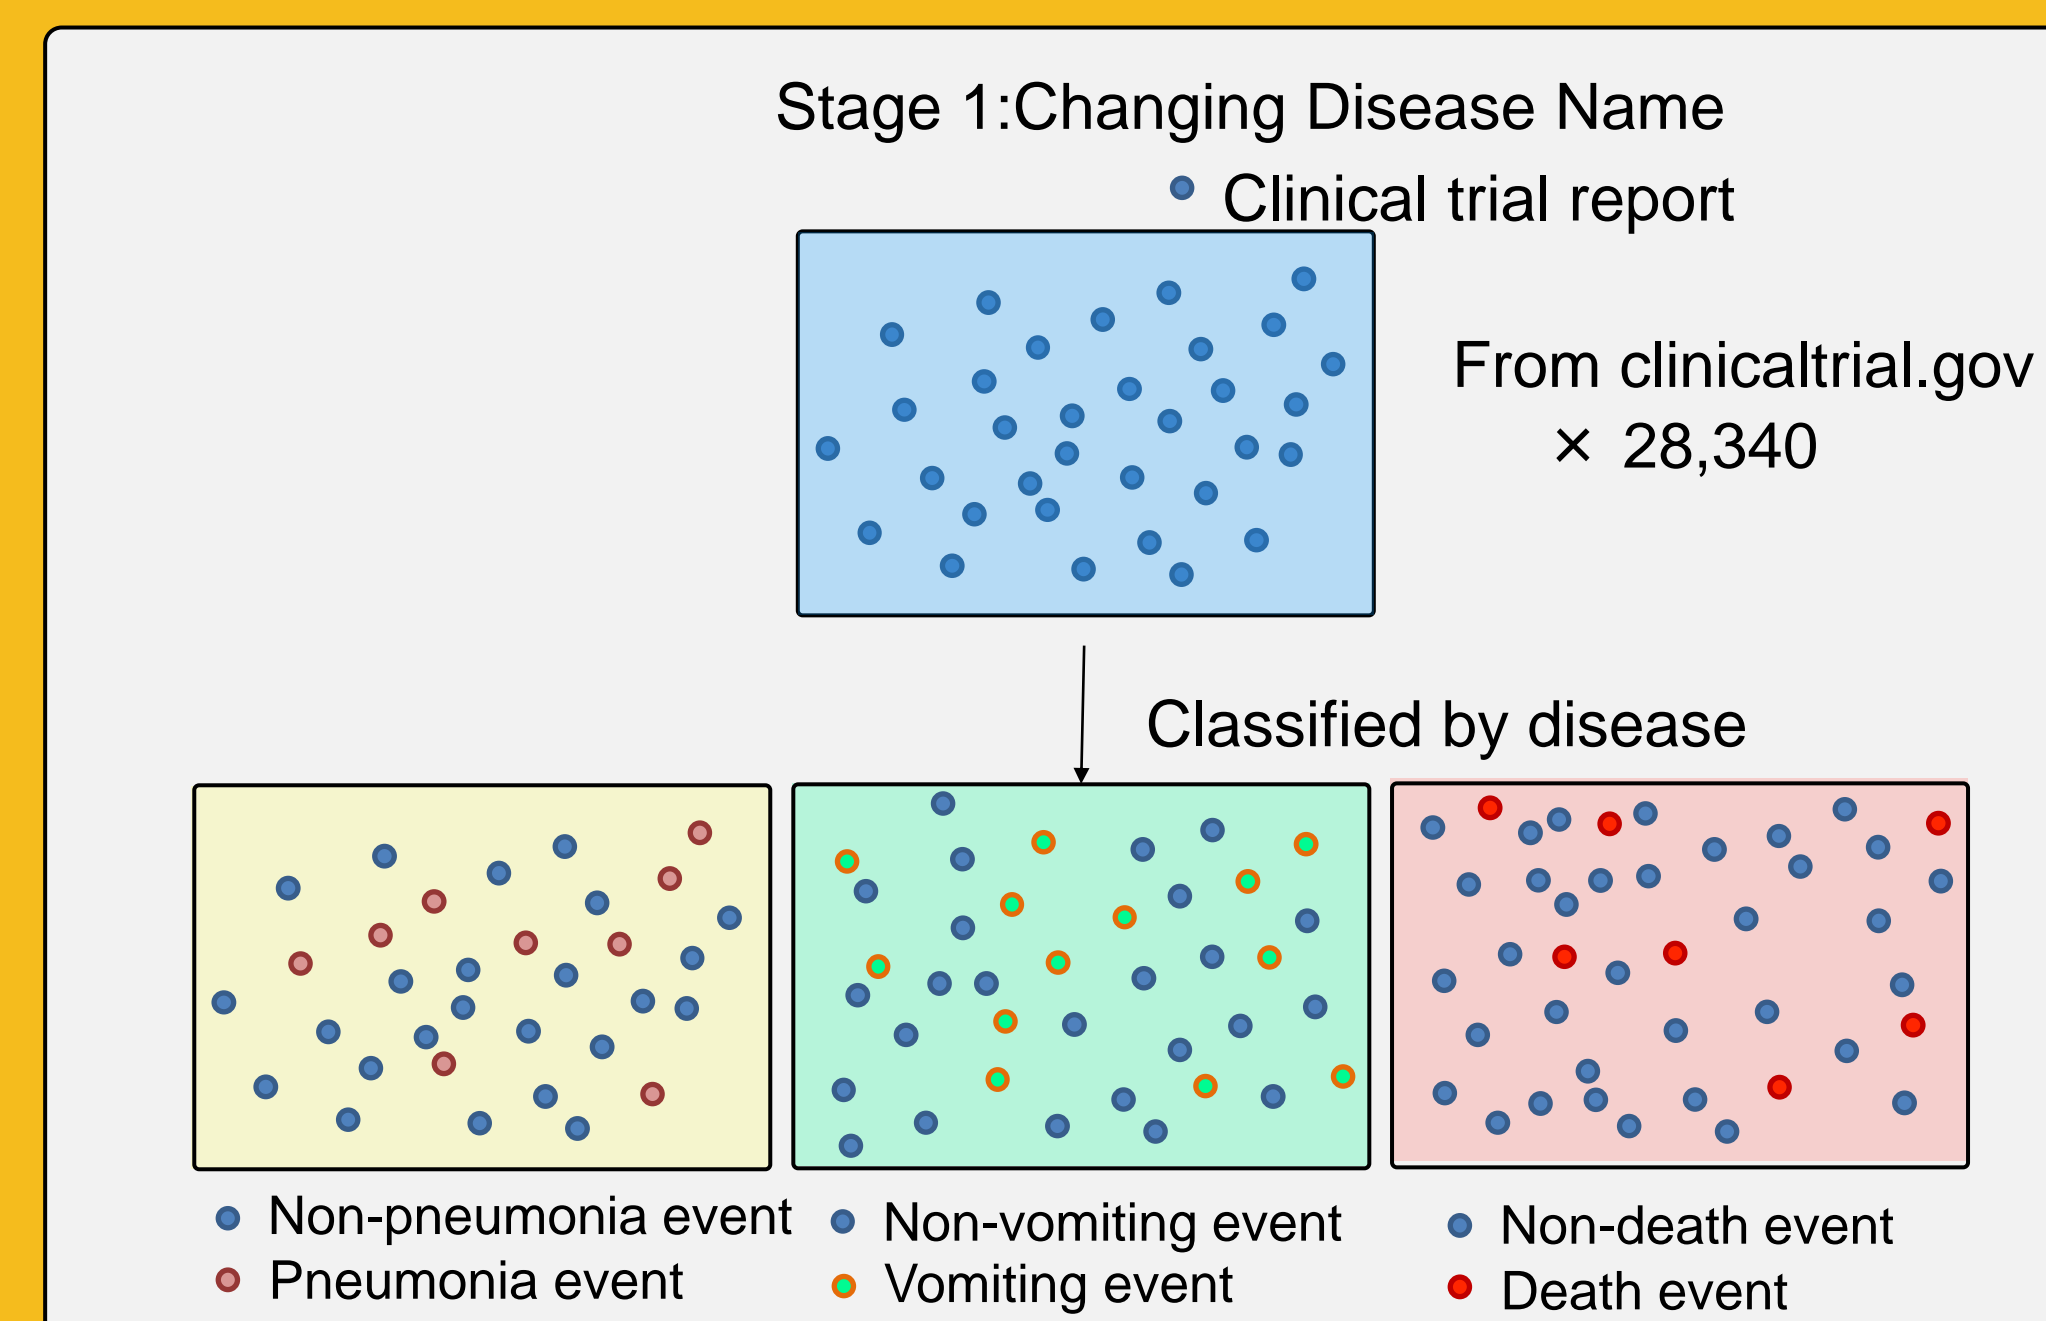 Stage 1:Changing Disease Name
Clinical trial report
From clinicaltrial.gov
× 28,340
Classified by disease
Non-pneumonia event
Pneumonia event
Non-vomiting event
Vomiting event
Non-death event
Death event